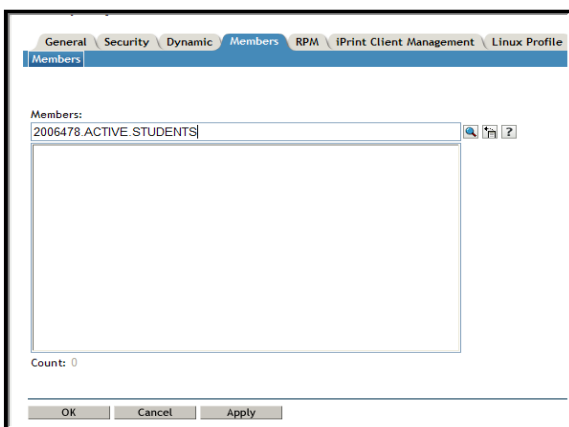 General Security Dynamic Members RPM iPrint Client Management Linux Profile
Members
Members:
2006478.ACTIVE.STUDENTS
?
Count: 0
OK Cancel Apply